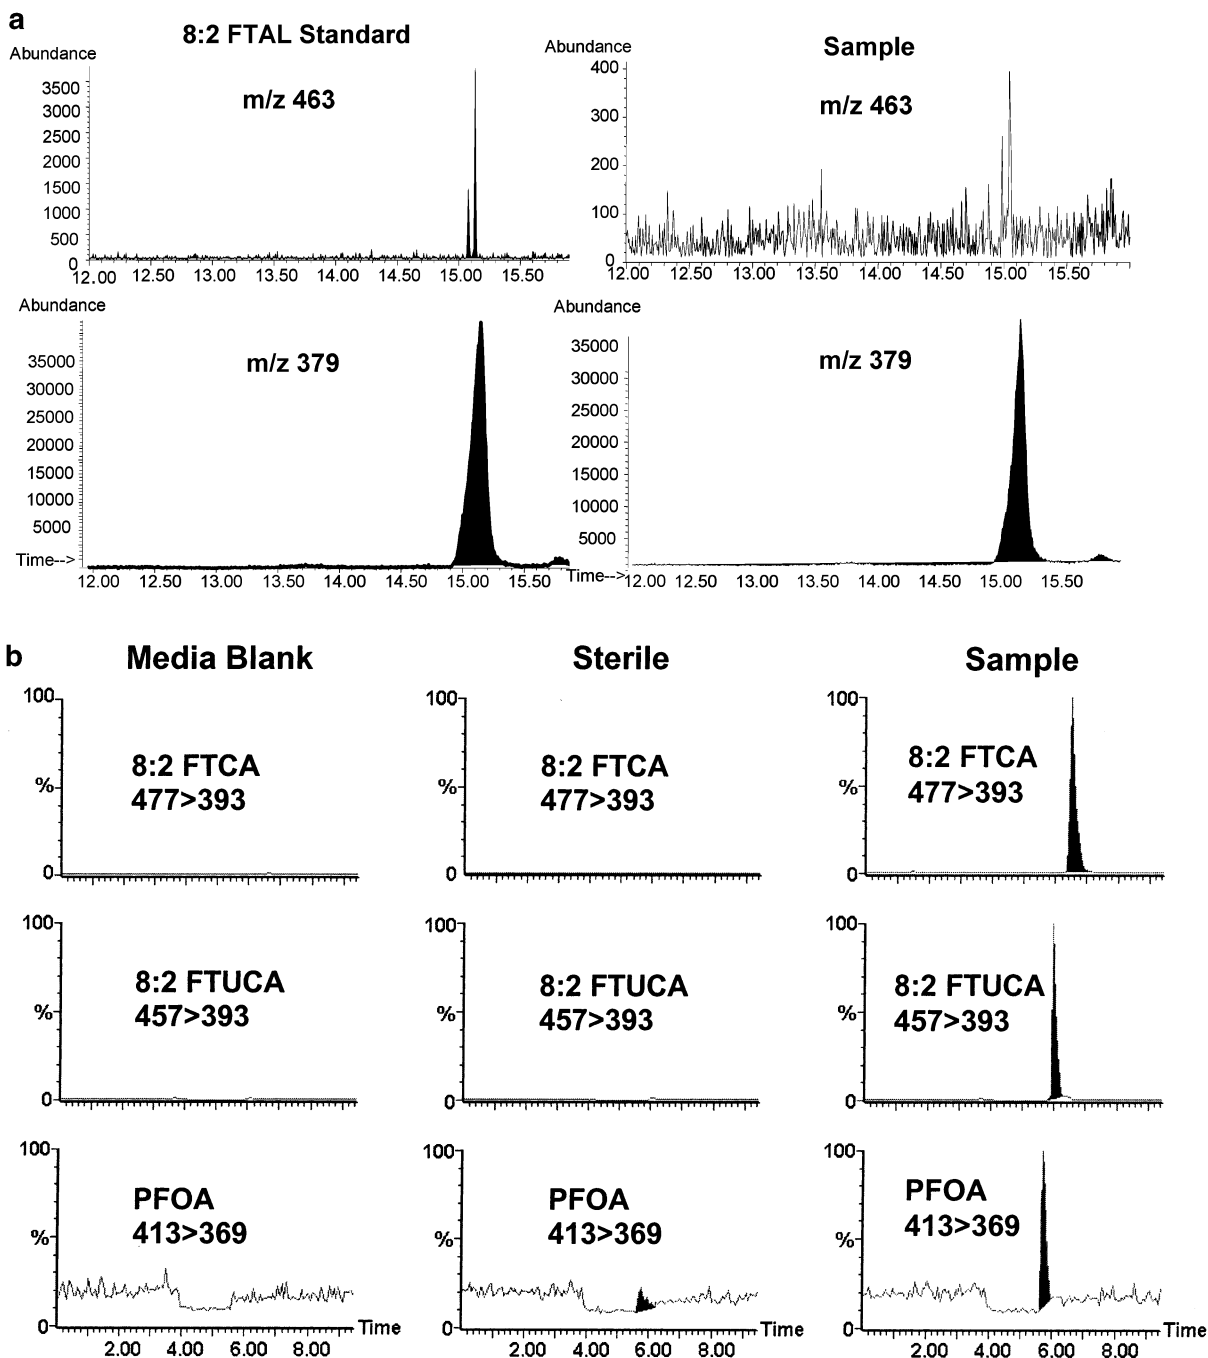 a
8:2 FTAL Standard
Sample
Abundance
m/z 463
3500
3000
2500
2000
1500
1000
500
0
12.00 12.50 13.00 13.50 14.00 14.50 15.00 15.50
Abundance
m/z 463
400
300
200
100
0
12.00 12.50 13.00 13.50 14.00 14.50 15.00 15.50
Abundance
m/z 379
35000
30000
25000
20000
15000
10000
5000
Time-->
12.00 12.50 13.00 13.50 14.00 14.50 15.00 15.50
Abundance
m/z 379
35000
30000
25000
20000
15000
10000
5000
Time-->
12.00 12.50 13.00 13.50 14.00 14.50 15.00 15.50
b
Media Blank
Sterile
Sample
100
%
0
8:2 FTCA
477>393
100
%
0
8:2 FTCA
477>393
100
%
0
8:2 FTCA
477>393
100
%
0
8:2 FTUCA
457>393
100
%
0
8:2 FTUCA
457>393
100
%
0
8:2 FTUCA
457>393
100
%
0
PFOA
413>369
Time
2.00 4.00 6.00 8.00
100
%
0
PFOA
413>369
Time
2.00 4.00 6.00 8.00
100
%
0
PFOA
413>369
Time
2.00 4.00 6.00 8.00